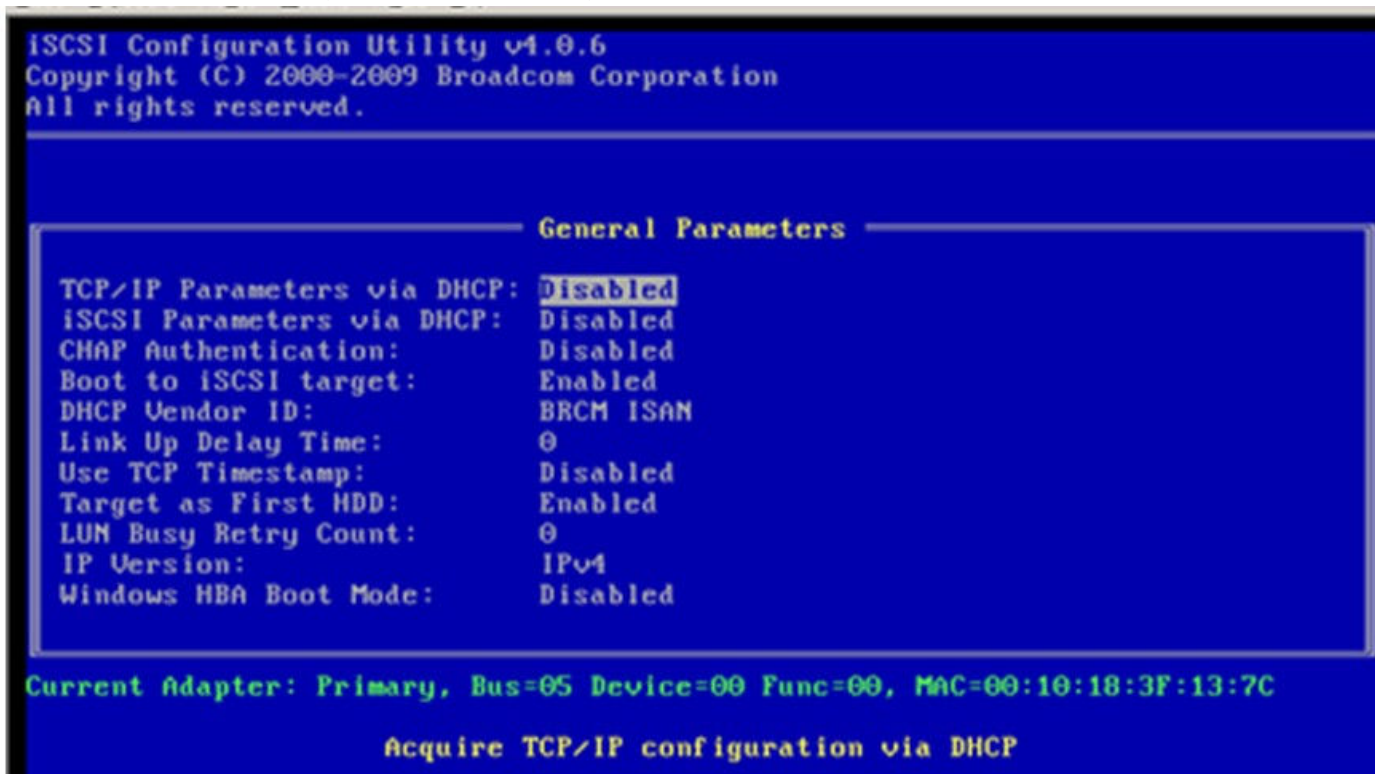 iSCSI Configuration Utility v4.0.6
Copyright (C) 2000-2009 Broadcom Corporation
All rights reserved.
General Parameters
TCP/IP Parameters via DHCP: Disabled
iSCSI Parameters via DHCP: Disabled
CHAP Authentication: Disabled
Boot to iSCSI target: Enabled
DHCP Vendor ID: BRCM ISAN
Link Up Delay Time: 0
Use TCP Timestamp: Disabled
Target as First HDD: Enabled
LUN Busy Retry Count: 0
IP Version: IPv4
Windows HBA Boot Mode: Disabled
Current Adapter: Primary, Bus=05 Device=00 Func=00, MAC=00:10:18:3F:13:7C
Acquire TCP/IP configuration via DHCP